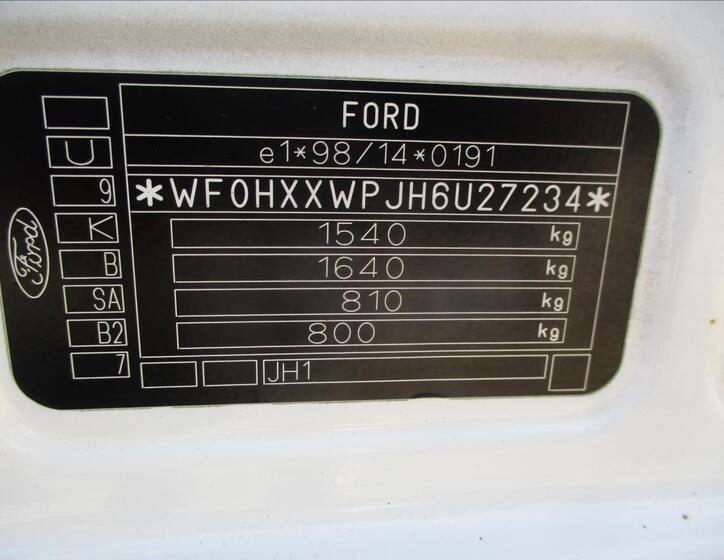 FORD
e1*98/14*0191
*WF0HXXWPJH6U27234*
1540 kg
1640 kg
810 kg
800 kg
JH1
U
9
K
B
SA
B2
7
Ford